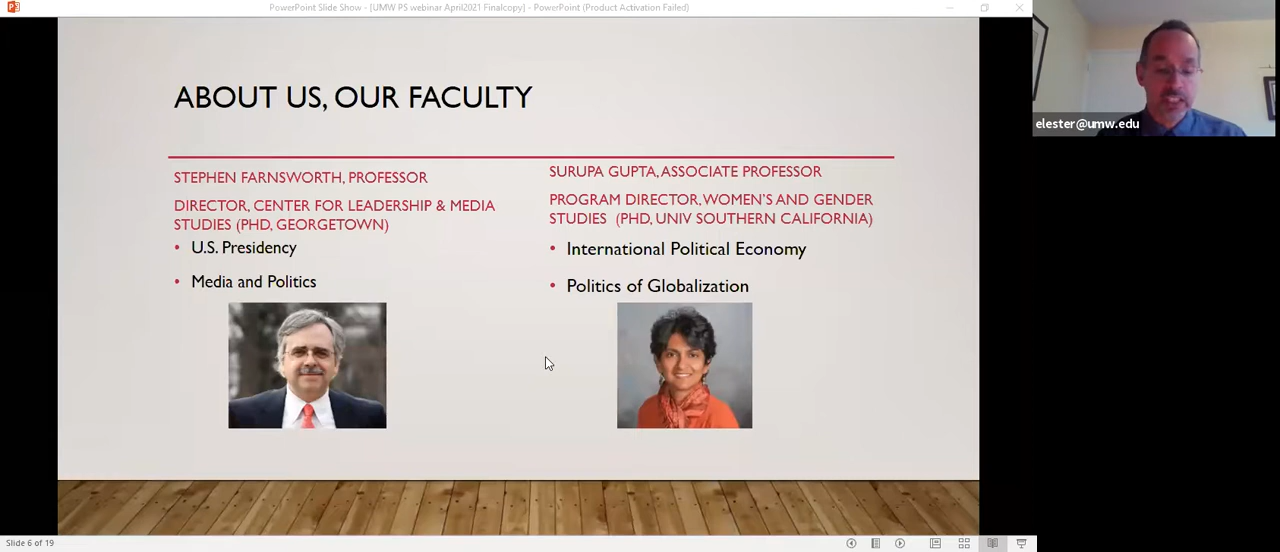 PowerPoint Slide Show - [UMW PS webinar April2021 Finalcopy] - PowerPoint (Product Activation Failed)
elester@umw.edu
ABOUT US, OUR FACULTY
STEPHEN FARNSWORTH, PROFESSOR
DIRECTOR, CENTER FOR LEADERSHIP & MEDIA
STUDIES (PHD, GEORGETOWN)
• U.S. Presidency
• Media and Politics
SURUPA GUPTA, ASSOCIATE PROFESSOR
PROGRAM DIRECTOR, WOMEN'S AND GENDER
STUDIES (PHD, UNIV SOUTHERN CALIFORNIA)
• International Political Economy
• Politics of Globalization
Slide 6 of 19